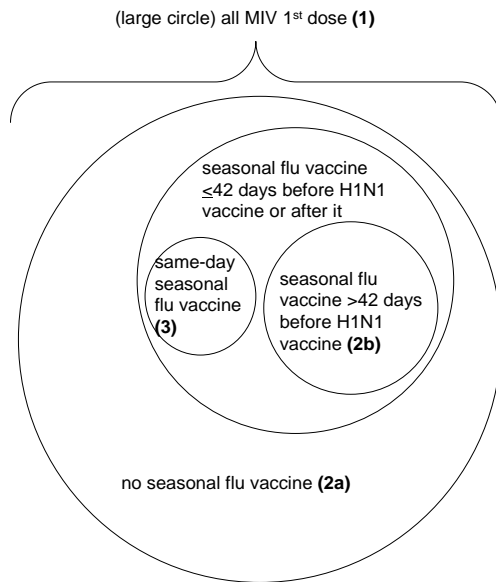 (large circle) all MIV 1st dose (1)
seasonal flu vaccine
≤42 days before H1N1
vaccine or after it
same-day
seasonal
flu vaccine
(3)
seasonal flu
vaccine >42 days
before H1N1
vaccine (2b)
no seasonal flu vaccine (2a)